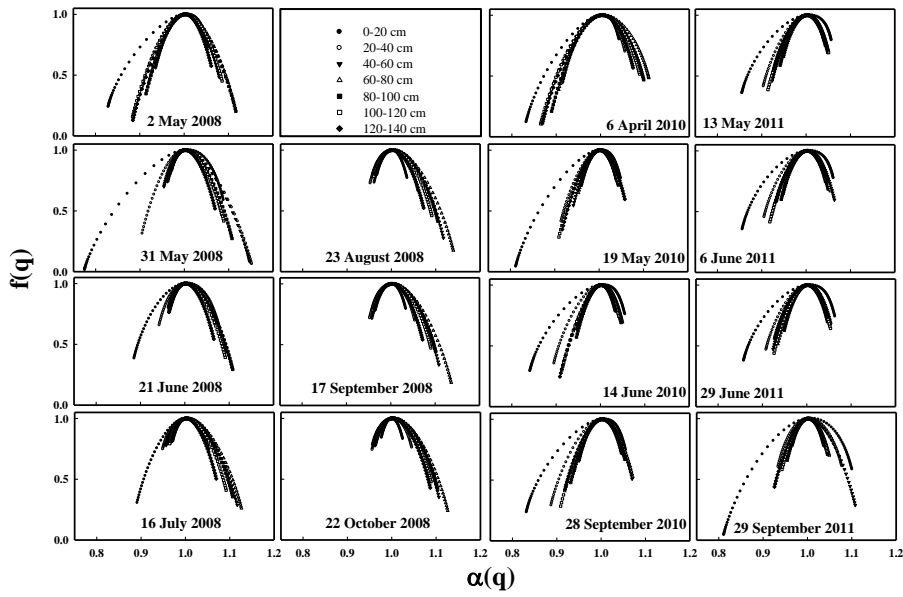 1.0
0.5
0.0
2 May 2008
0-20 cm
20-40 cm
40-60 cm
60-80 cm
80-100 cm
100-120 cm
120-140 cm
6 April 2010
13 May 2011
1.0
0.5
0.0
31 May 2008
23 August 2008
19 May 2010
6 June 2011
f(q)
1.0
0.5
0.0
21 June 2008
17 September 2008
14 June 2010
29 June 2011
1.0
0.5
0.0
16 July 2008
22 October 2008
28 September 2010
29 September 2011
0.8 0.9 1.0 1.1 1.2 0.8 0.9 1.0 1.1 1.2 0.8 0.9 1.0 1.1 1.2 0.8 0.9 1.0 1.1 1.2
α(q)